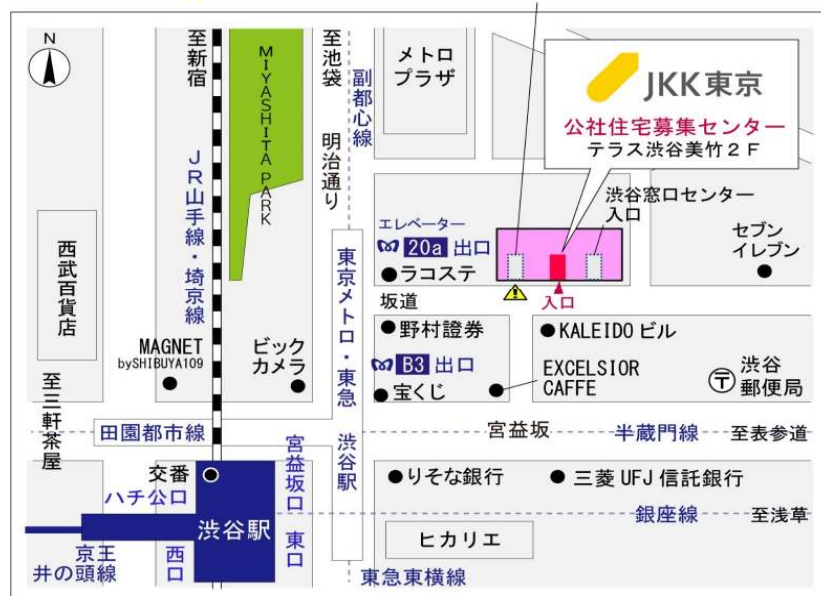 N
至新宿
MIYASHITA PARK
至池袋
副都心線
明治通り
メトロ
プラザ
JKK東京
公社住宅募集センター
テラス渋谷美竹2F
渋谷窓口センター
入口
JR山手線・埼京線
エレベーター
20a 出口
ラコステ
セブン
イレブン
西武百貨店
東京メトロ・東急
渋谷駅
坂道
入口
野村證券
KALEIDOビル
MAGNET
bySHIBUYA109
ビック
カメラ
B3 出口
宝くじ
EXCELSIOR
CAFFE
渋谷
郵便局
〒
至三軒茶屋
田園都市線
宮益坂
半蔵門線
至表参道
交番
宮益坂口
りそな銀行
三菱UFJ信託銀行
ハチ公口
銀座線
至浅草
渋谷駅
ヒカリエ
京王
井の頭線
西口
東口
東急東横線